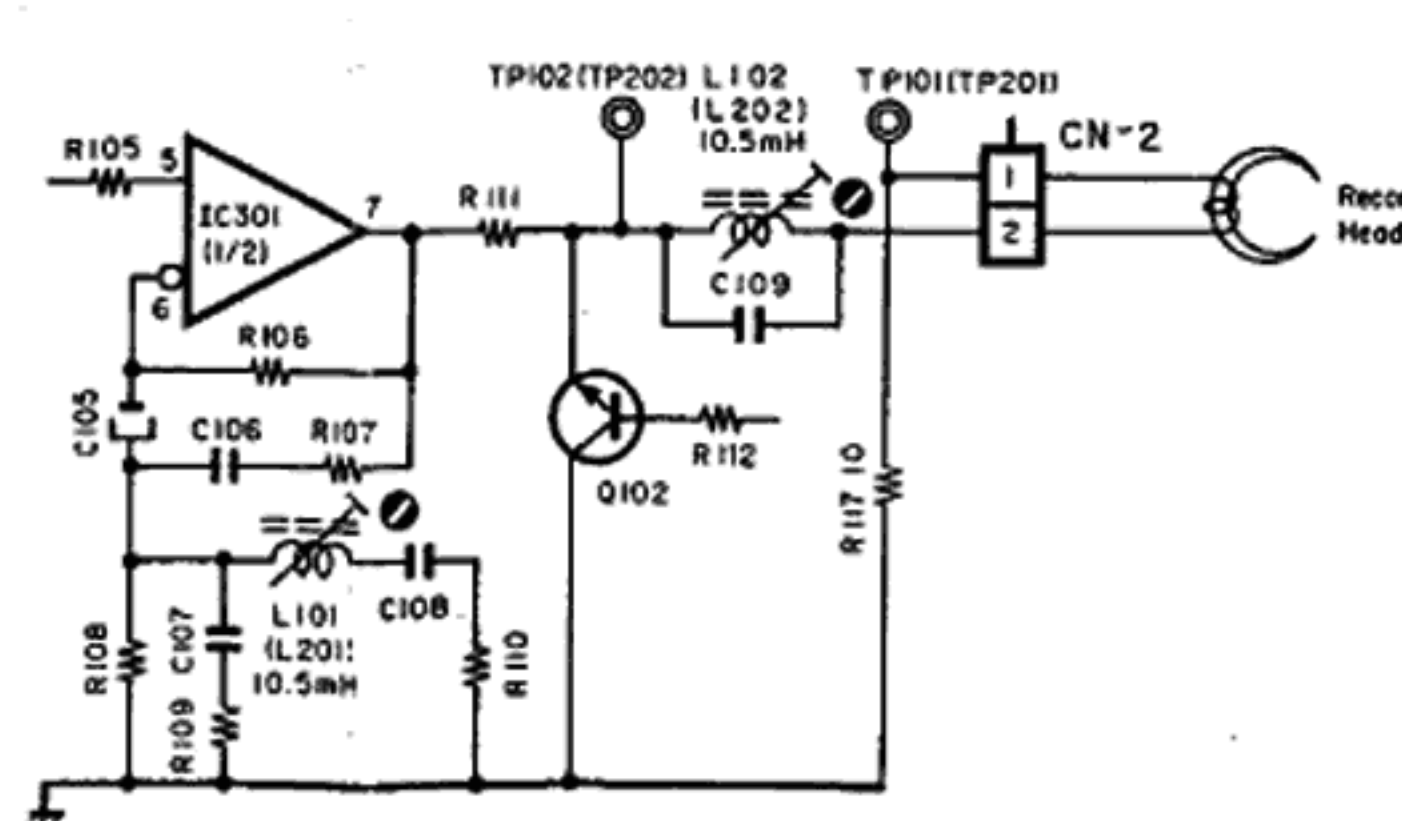 TP102(TP202)
L102
(L202)
10.5mH
TP101(TP201)
CN-2
R105
5
IC301
(1/2)
7
6
R111
1
2
Head
C109
R106
C105
C106
R107
R112
Q102
R117 10
L101
(L201)
10.5mH
C108
R108
C107
R109
R110